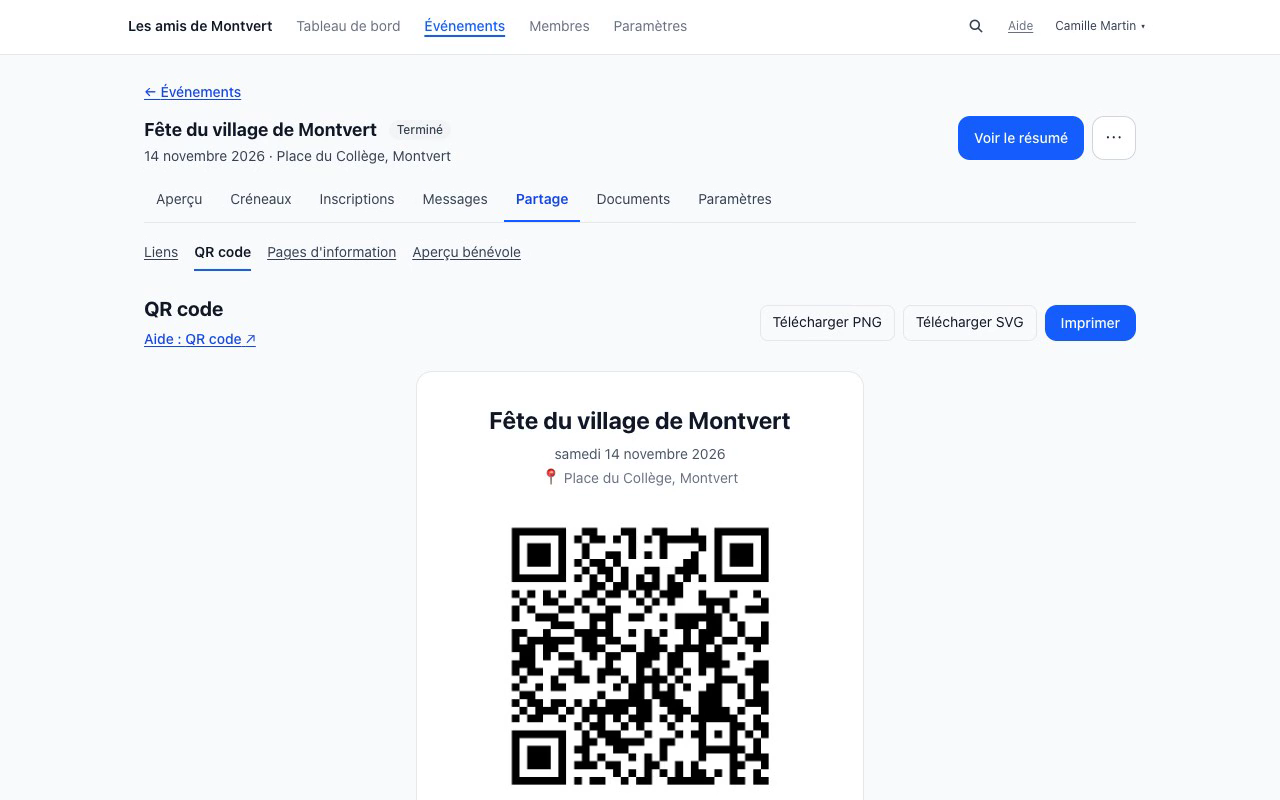 Les amis de Montvert Tableau de bord Événements Membres Paramètres Aide Camille Martin
← Événements
Fête du village de Montvert Terminé
14 novembre 2026 · Place du Collège, Montvert
Voir le résumé ...
Aperçu Créneaux Inscriptions Messages Partage Documents Paramètres
Liens QR code Pages d'information Aperçu bénévole
QR code
Aide : QR code ↗
Télécharger PNG Télécharger SVG Imprimer
Fête du village de Montvert
samedi 14 novembre 2026
📍 Place du Collège, Montvert